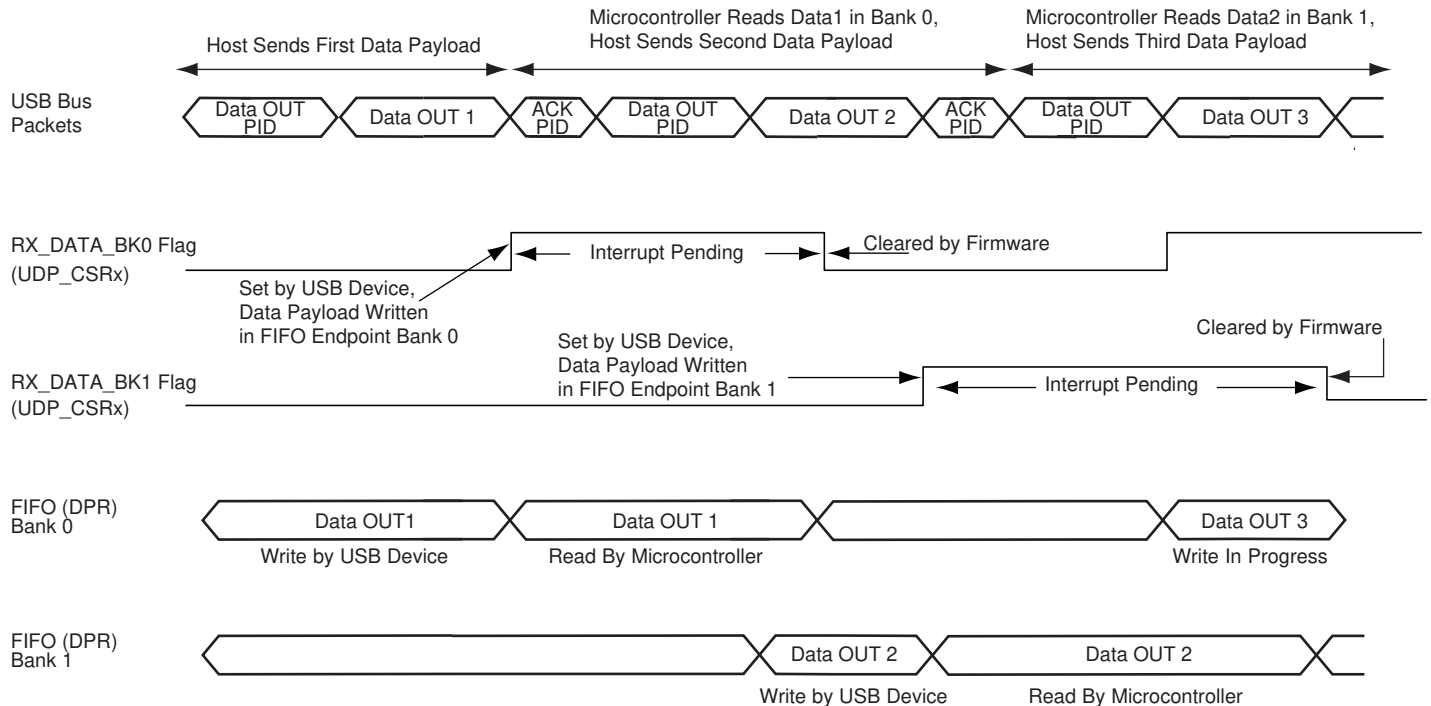 Host Sends First Data Payload
Microcontroller Reads Data1 in Bank 0,
Host Sends Second Data Payload
Microcontroller Reads Data2 in Bank 1,
Host Sends Third Data Payload
USB Bus
Packets
Data OUT
PID
Data OUT 1
ACK
PID
Data OUT
PID
Data OUT 2
ACK
PID
Data OUT
PID
Data OUT 3
RX_DATA_BK0 Flag
(UDP_CSRx)
Interrupt Pending
Cleared by Firmware
Set by USB Device,
Data Payload Written
in FIFO Endpoint Bank 0
RX_DATA_BK1 Flag
(UDP_CSRx)
Set by USB Device,
Data Payload Written
in FIFO Endpoint Bank 1
Interrupt Pending
Cleared by Firmware
FIFO (DPR)
Bank 0
Data OUT1
Data OUT 1
Data OUT 3
Write by USB Device
Read By Microcontroller
Write In Progress
FIFO (DPR)
Bank 1
Data OUT 2
Data OUT 2
Write by USB Device
Read By Microcontroller